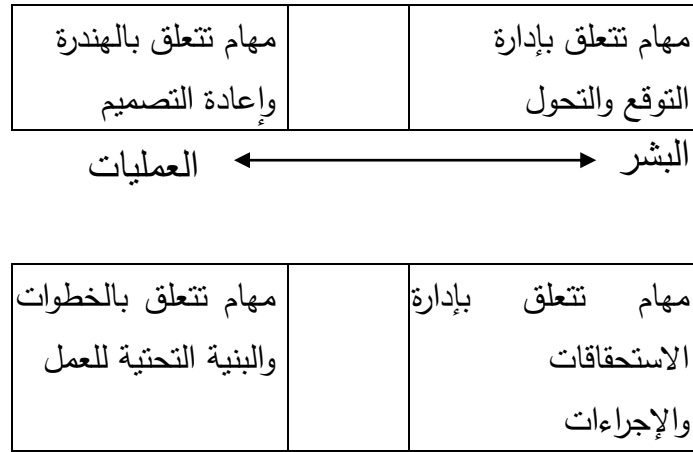 مهام تتعلق بإدارة
التوقع والتحول
مهام تتعلق بالهندرة
وإعادة التصميم
البشر
العمليات
مهام تتعلق بإدارة
الاستحقاقات
والإجراءات
مهام تتعلق بالخطوات
والبنية التحتية للعمل